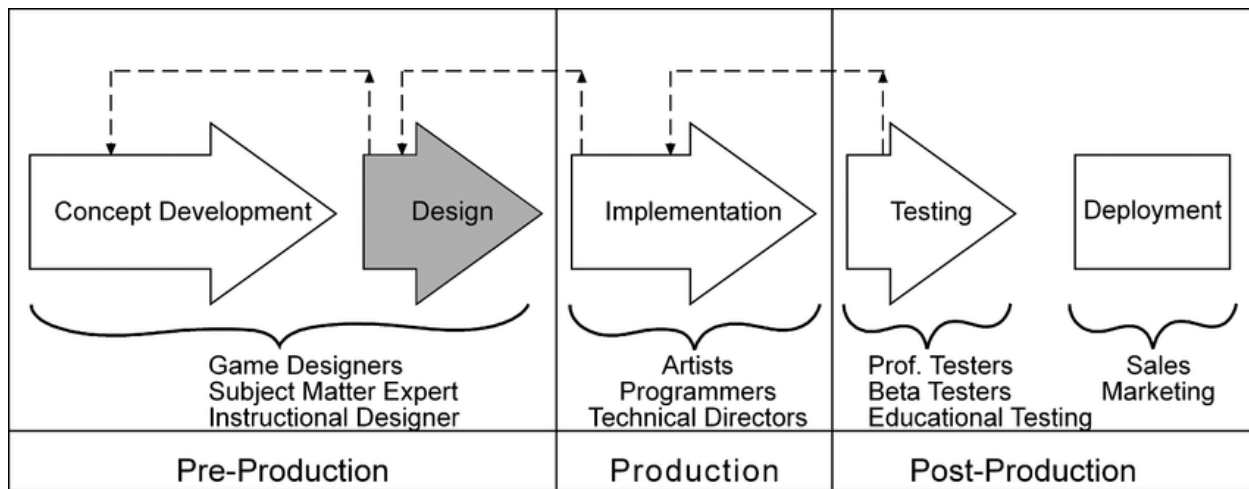 Concept Development
Design
Implementation
Testing
Deployment
Game Designers
Subject Matter Expert
Instructional Designer
Artists
Programmers
Technical Directors
Prof. Testers
Beta Testers
Educational Testing
Sales
Marketing
Pre-Production
Production
Post-Production